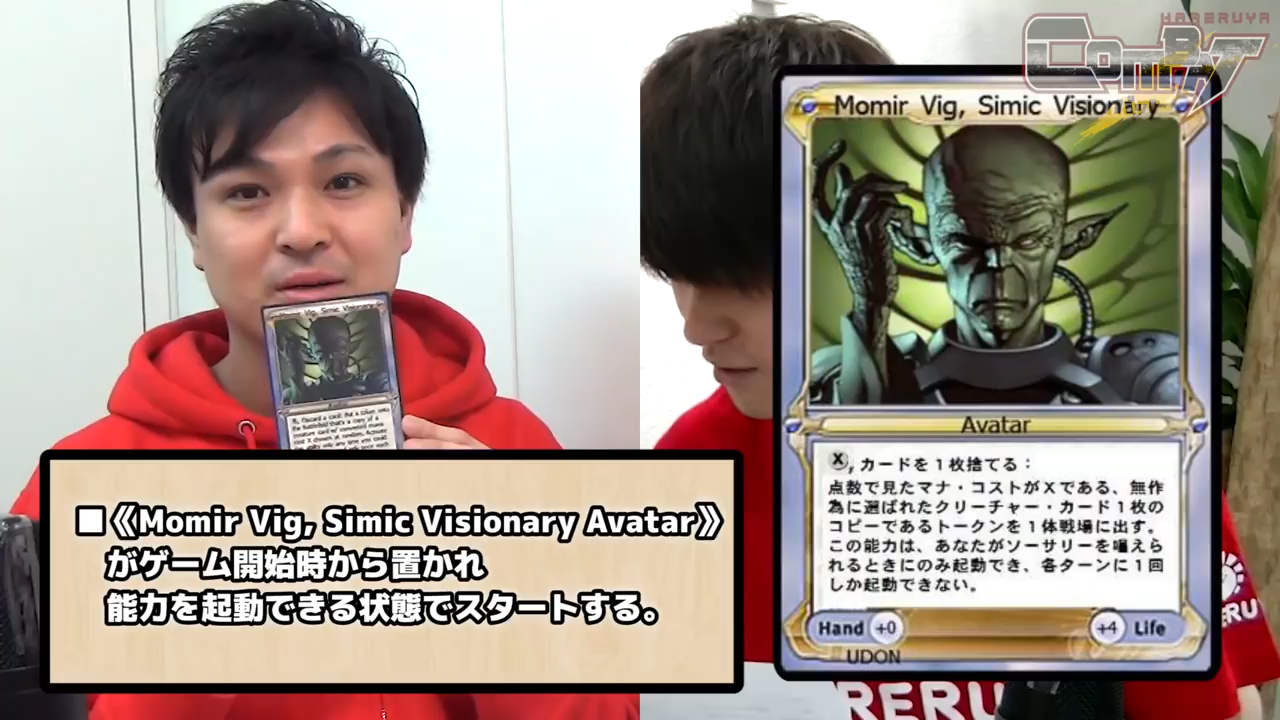 HARERUYA
COMBAT
Momir Vig, Simic Visionary
Avatar
X,カードを1枚捨てる:
点数で見たマナ・コストがXである、無作
為に選ばれたクリーチャー・カード1枚の
コピーであるトークンを1体戦場に出す。
この能力は、あなたがソーサリーを唱えら
れるときにのみ起動でき、各ターンに1回
しか起動できない。
Hand +0
+4 Life
UDON
Momir Vig, Simic Visionary
■《Momir Vig, Simic Visionary Avatar》
がゲーム開始時から置かれ
能力を起動できる状態でスタートする。
RERU
RERU